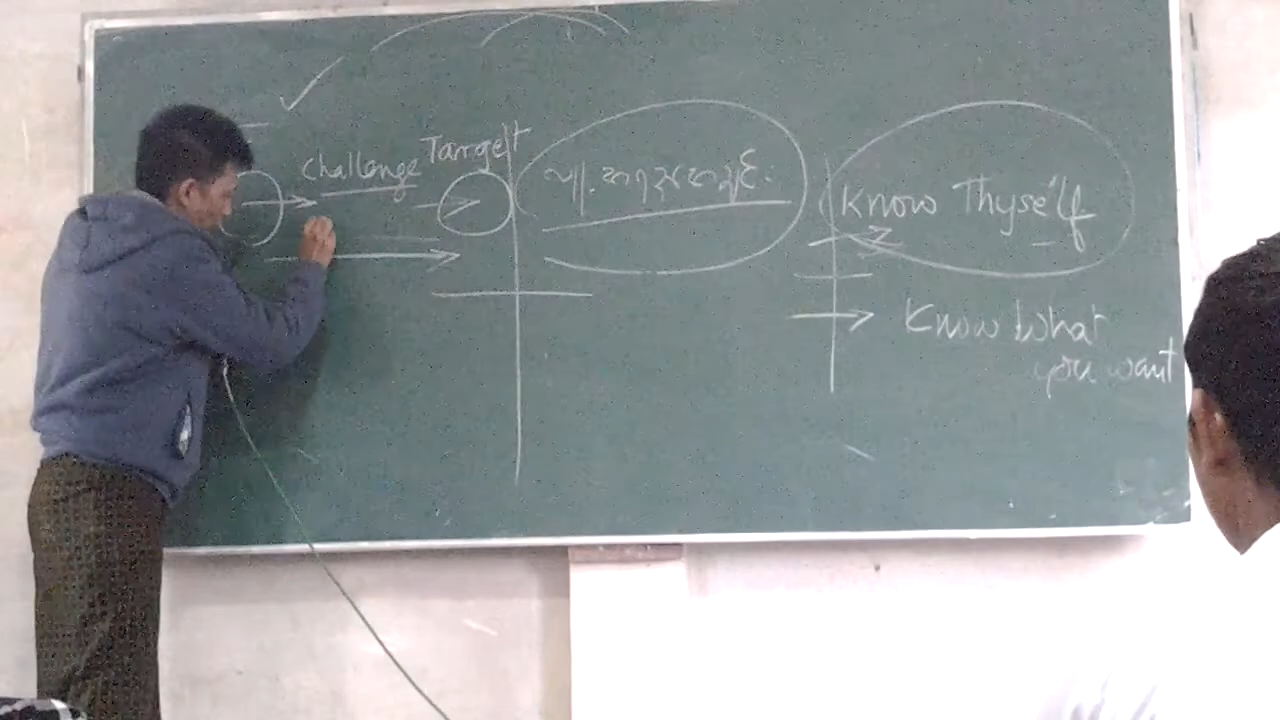 challenge Target
Know Thyself
Know What
you want